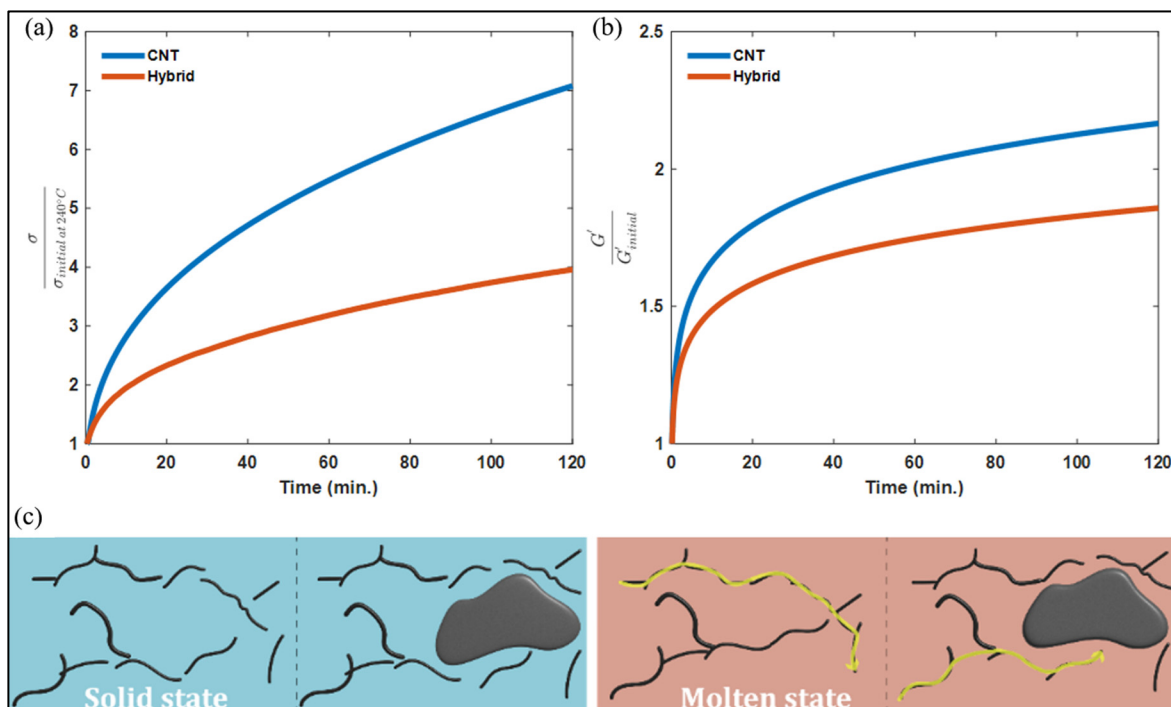 (a)
8
7
6
5
4
3
2
1
CNT
Hybrid
σ
σinitial at 240°C
0 20 40 60 80 100 120
Time (min.)
(b)
2.5
2
1.5
1
CNT
Hybrid
G′
G′initial
0 20 40 60 80 100 120
Time (min.)
(c)
Solid state
Molten state